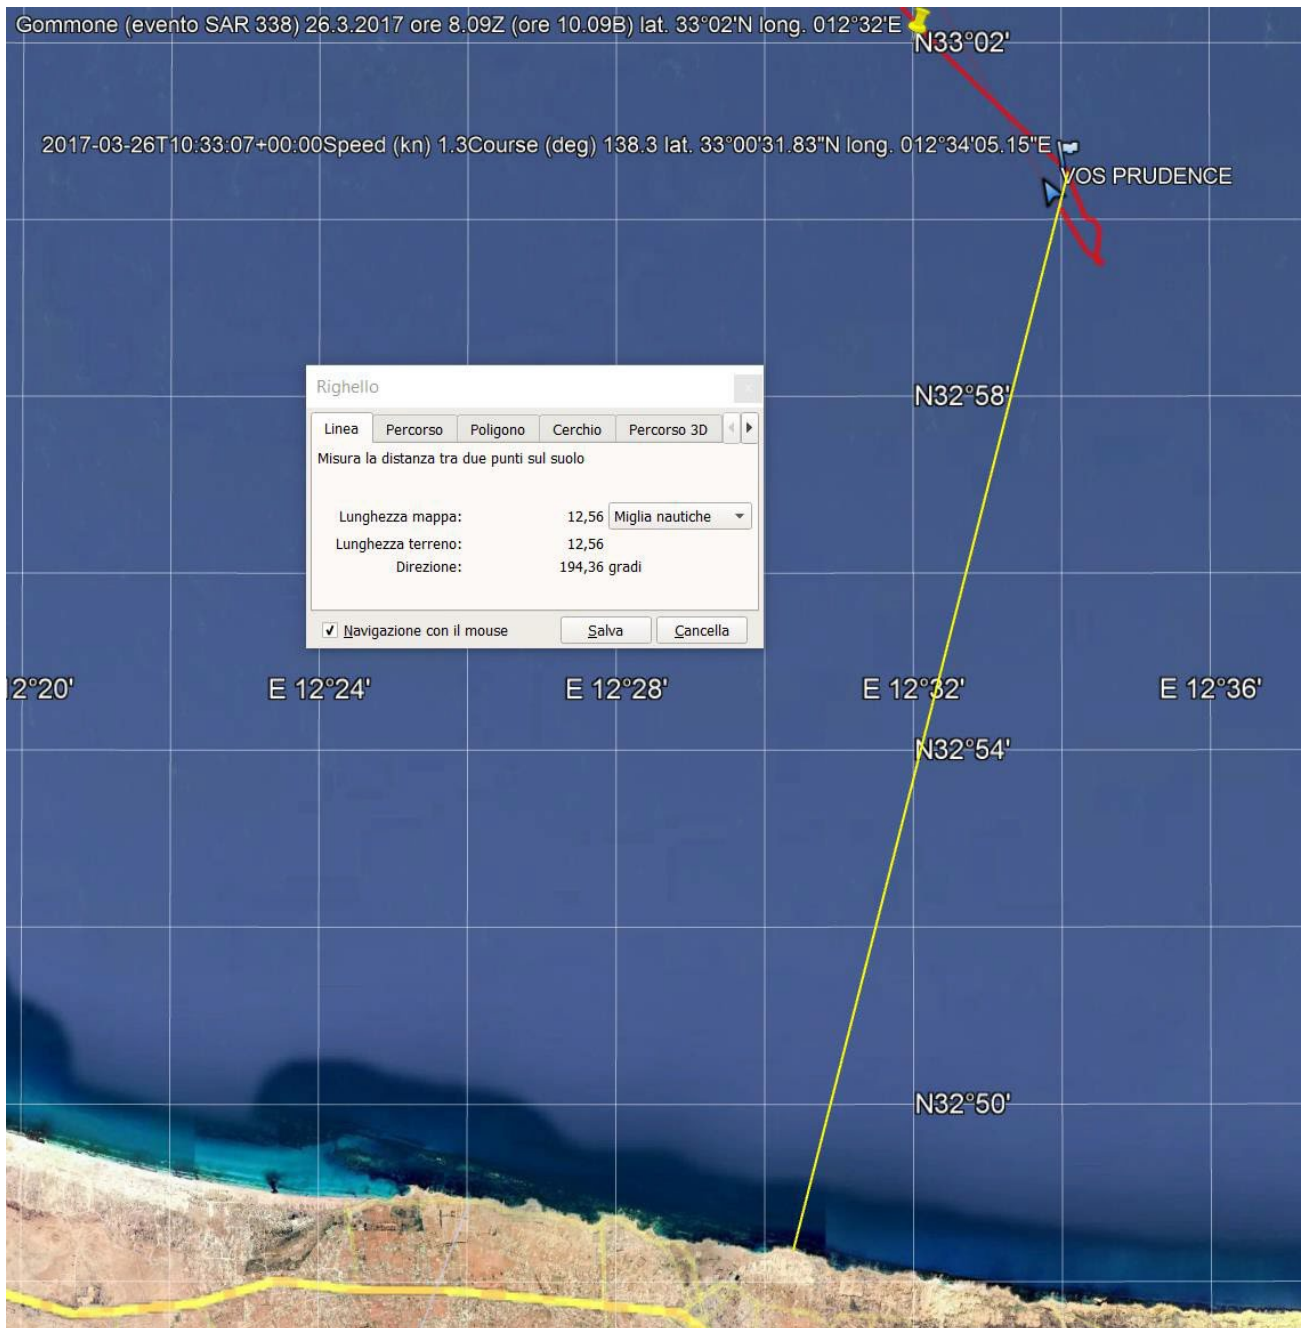 Gommone (evento SAR 338) 26.3.2017 ore 8.09Z (ore 10.09B) lat. 33°02'N long. 012°32'E
N33°02'
2017-03-26T10:33:07+00:00Speed (kn) 1.3Course (deg) 138.3 lat. 33°00'31.83"N long. 012°34'05.15"E
VOS PRUDENCE
Righello
x
N32°58'
Linea Percorso Poligono Cerchio Percorso 3D
Misura la distanza tra due punti sul suolo
Lunghezza mappa: 12,56 Miglia nautiche
Lunghezza terreno: 12,56
Direzione: 194,36 gradi
Navigazione con il mouse Salva Cancella
12°20' E 12°24' E 12°28' E 12°32' E 12°36'
N32°54'
N32°50'